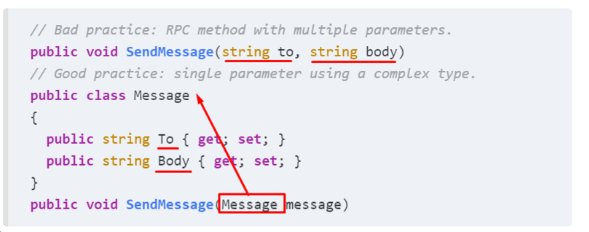 // Bad practice: RPC method with multiple parameters.
public void SendMessage(string to, string body)
// Good practice: single parameter using a complex type.
public class Message
{
public string To { get; set; }
public string Body { get; set; }
}
public void SendMessage(Message message)